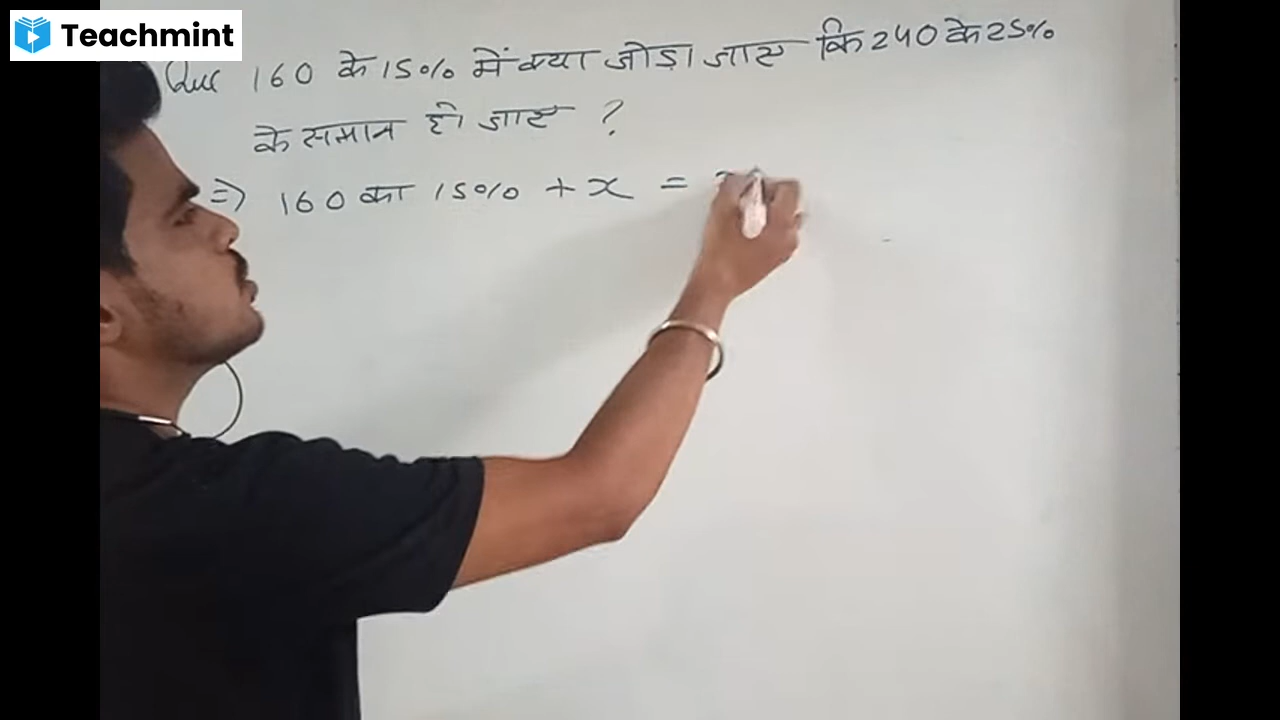 Teachmint
Que 160 के 15% में क्या जोड़ा जाए कि 240 के 25%
के समान हो जाए ?
⇒ 160 का 15% + x =